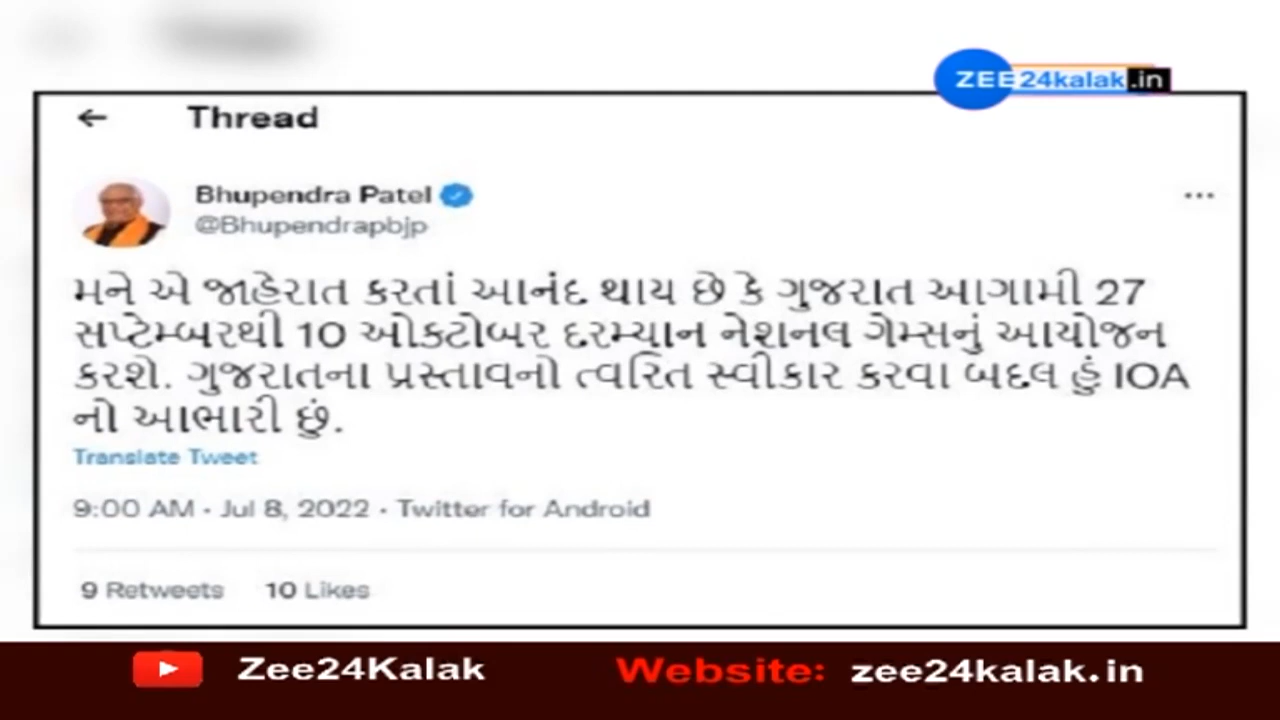 ZEE24kalak.in
← Thread
Bhupendra Patel
@Bhupendrapbjp
મને એ જાહેરાત કરતાં આનંદ થાય છે કે ગુજરાત આગામી 27
સપ્ટેમ્બરથી 10 ઓક્ટોબર દરમ્યાન નેશનલ ગેમ્સનું આયોજન
કરશે. ગુજરાતના પ્રસ્તાવનો ત્વરિત સ્વીકાર કરવા બદલ હું IOA
નો આભારી છું.
Translate Tweet
9:00 AM · Jul 8, 2022 · Twitter for Android
9 Retweets 10 Likes
Zee24Kalak Website: zee24kalak.in